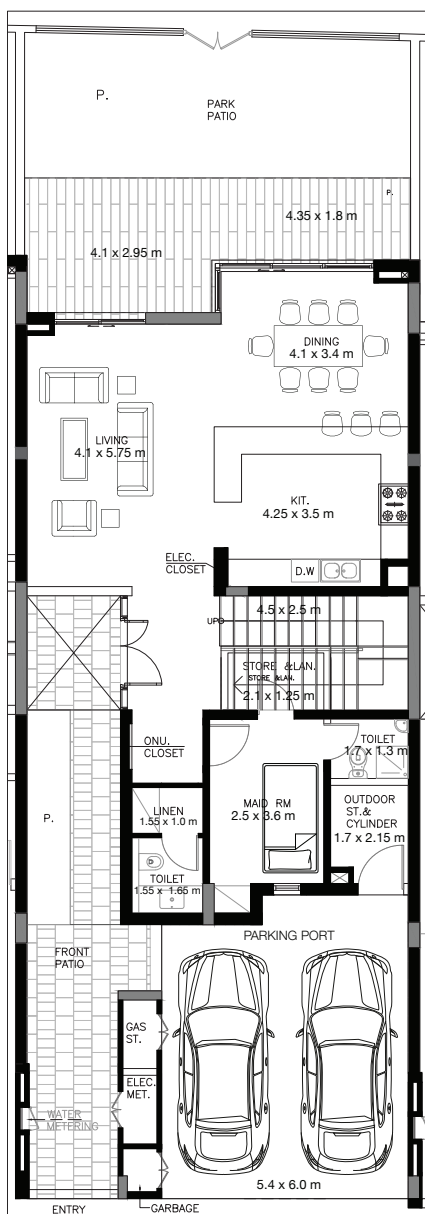 P.
PARK
PATIO
P.
4.35 x 1.8 m
4.1 x 2.95 m
DINING
4.1 x 3.4 m
LIVING
4.1 x 5.75 m
KIT.
4.25 x 3.5 m
D.W
ELEC.
CLOSET
4.5 x 2.5 m
UP
STORE &LAN.
STORE &LAN.
2.1 x 1.25 m
ONU.
CLOSET
TOILET
1.7 x 1.3 m
LINEN
1.55 x 1.0 m
MAID RM
2.5 x 3.6 m
OUTDOOR
ST.&
CYLINDER
1.7 x 2.15 m
P.
TOILET
1.55 x 1.65 m
PARKING PORT
FRONT
PATIO
GAS
ST.
ELEC.
MET.
WATER
METERING
5.4 x 6.0 m
ENTRY
GARBAGE